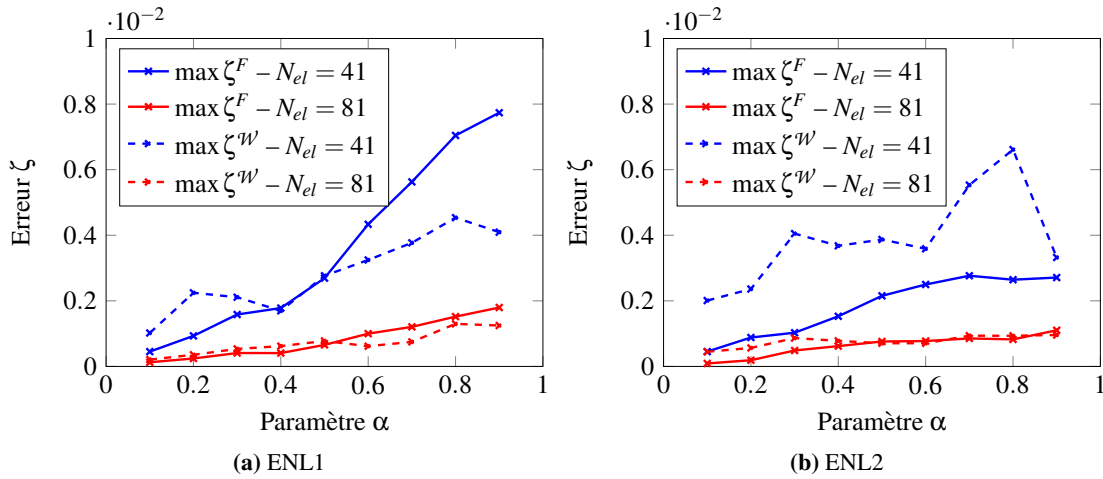 ·10⁻²
1
0.8
0.6
0.4
0.2
0
0
0.2
0.4
0.6
0.8
1
Erreur ζ
Paramètre α
max ζ^F − N_el = 41
max ζ^F − N_el = 81
max ζ^𝒲 − N_el = 41
max ζ^𝒲 − N_el = 81
(a) ENL1
·10⁻²
1
0.8
0.6
0.4
0.2
0
0
0.2
0.4
0.6
0.8
1
Erreur ζ
Paramètre α
max ζ^F − N_el = 41
max ζ^F − N_el = 81
max ζ^𝒲 − N_el = 41
max ζ^𝒲 − N_el = 81
(b) ENL2